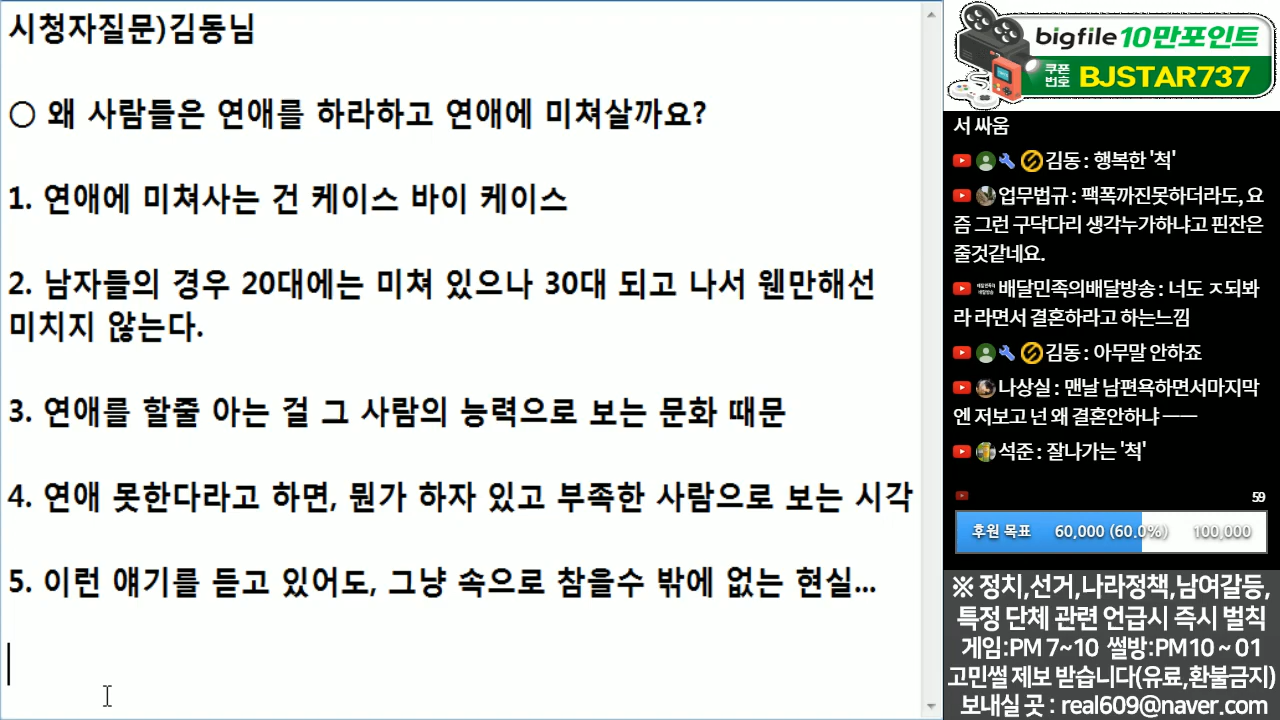 시청자질문)김동님
○ 왜 사람들은 연애를 하라하고 연애에 미쳐살까요?
1. 연애에 미쳐사는 건 케이스 바이 케이스
2. 남자들의 경우 20대에는 미쳐 있으나 30대 되고 나서 웬만해선
미치지 않는다.
3. 연애를 할줄 아는 걸 그 사람의 능력으로 보는 문화 때문
4. 연애 못한다라고 하면, 뭔가 하자 있고 부족한 사람으로 보는 시각
5. 이런 얘기를 듣고 있어도, 그냥 속으로 참을수 밖에 없는 현실...
bigfile 10만포인트
쿠폰
번호 BJSTAR737
서 싸움
김동 : 행복한 '척'
업무법규 : 팩폭까진못하더라도, 요
즘 그런 구닥다리 생각누가하냐고 핀잔은
줄것같네요.
배달민족의배달방송 : 너도 ㅈ되봐
라 라면서 결혼하라고 하는느낌
김동 : 아무말 안하죠
나상실 : 맨날 남편욕하면서마지막
엔 저보고 넌 왜 결혼안하냐 ㅡㅡ
석준 : 잘나가는 '척'
59
후원 목표 60,000 (60.0%) 100,000
※ 정치,선거,나라정책,남여갈등,
특정 단체 관련 언급시 즉시 벌칙
게임:PM 7~10 썰방:PM 10 ~ 01
고민썰 제보 받습니다(유료,환불금지)
보내실 곳 : real609@naver.com